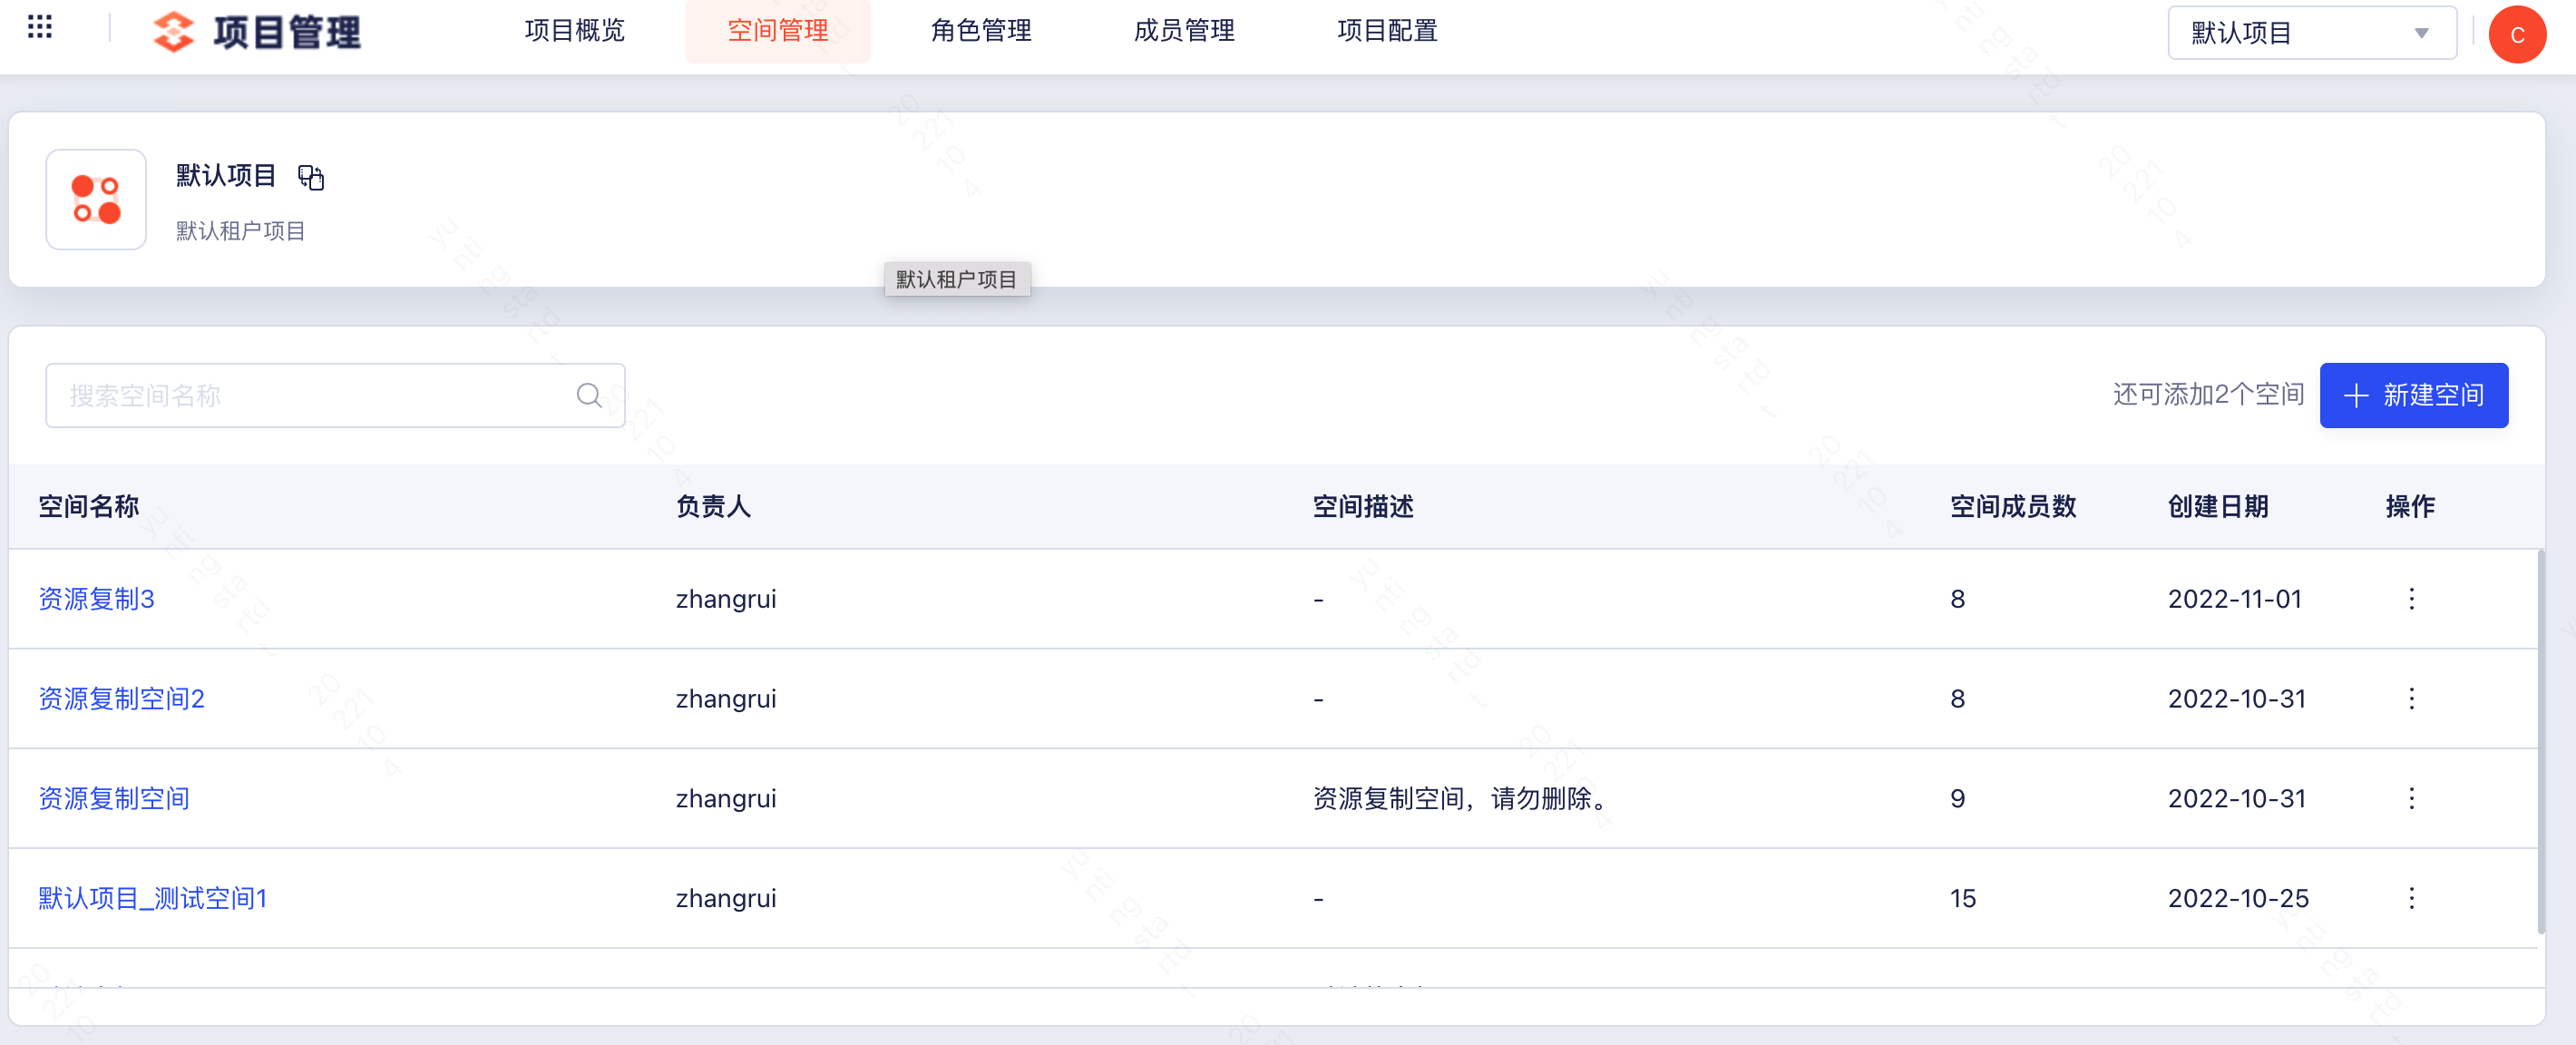 项目管理
项目概览
空间管理
角色管理
成员管理
项目配置
默认项目
C
默认项目
默认租户项目
默认租户项目
搜索空间名称
还可添加2个空间
新建空间
空间名称 负责人 空间描述 空间成员数 创建日期 操作
资源复制3 zhangrui - 8 2022-11-01
资源复制空间2 zhangrui - 8 2022-10-31
资源复制空间 zhangrui 资源复制空间，请勿删除。 9 2022-10-31
默认项目_测试空间1 zhangrui - 15 2022-10-25